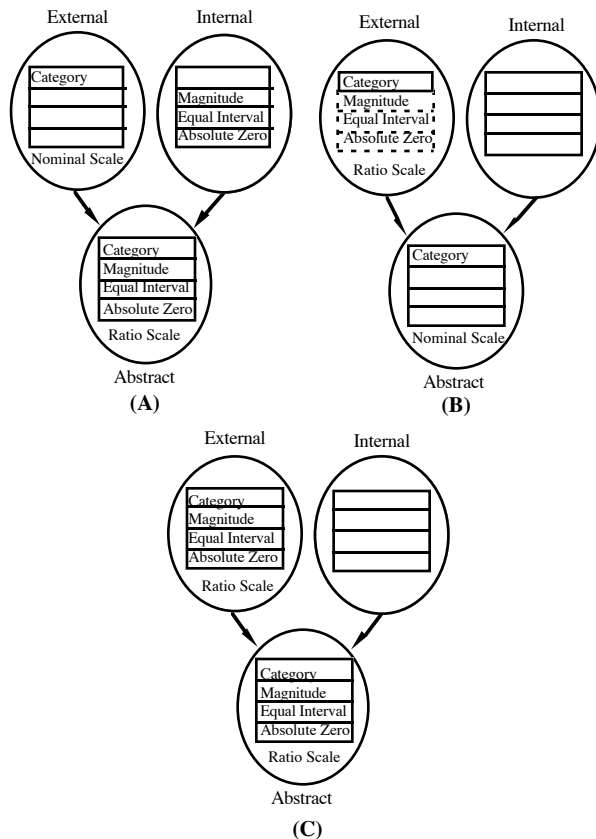 External
Internal
Category
Nominal Scale
Magnitude
Equal Interval
Absolute Zero
Category
Magnitude
Equal Interval
Absolute Zero
Ratio Scale
Abstract
(A)
External
Internal
Category
Magnitude
Equal Interval
Absolute Zero
Ratio Scale
Category
Nominal Scale
Abstract
(B)
External
Internal
Category
Magnitude
Equal Interval
Absolute Zero
Ratio Scale
Category
Magnitude
Equal Interval
Absolute Zero
Ratio Scale
Abstract
(C)